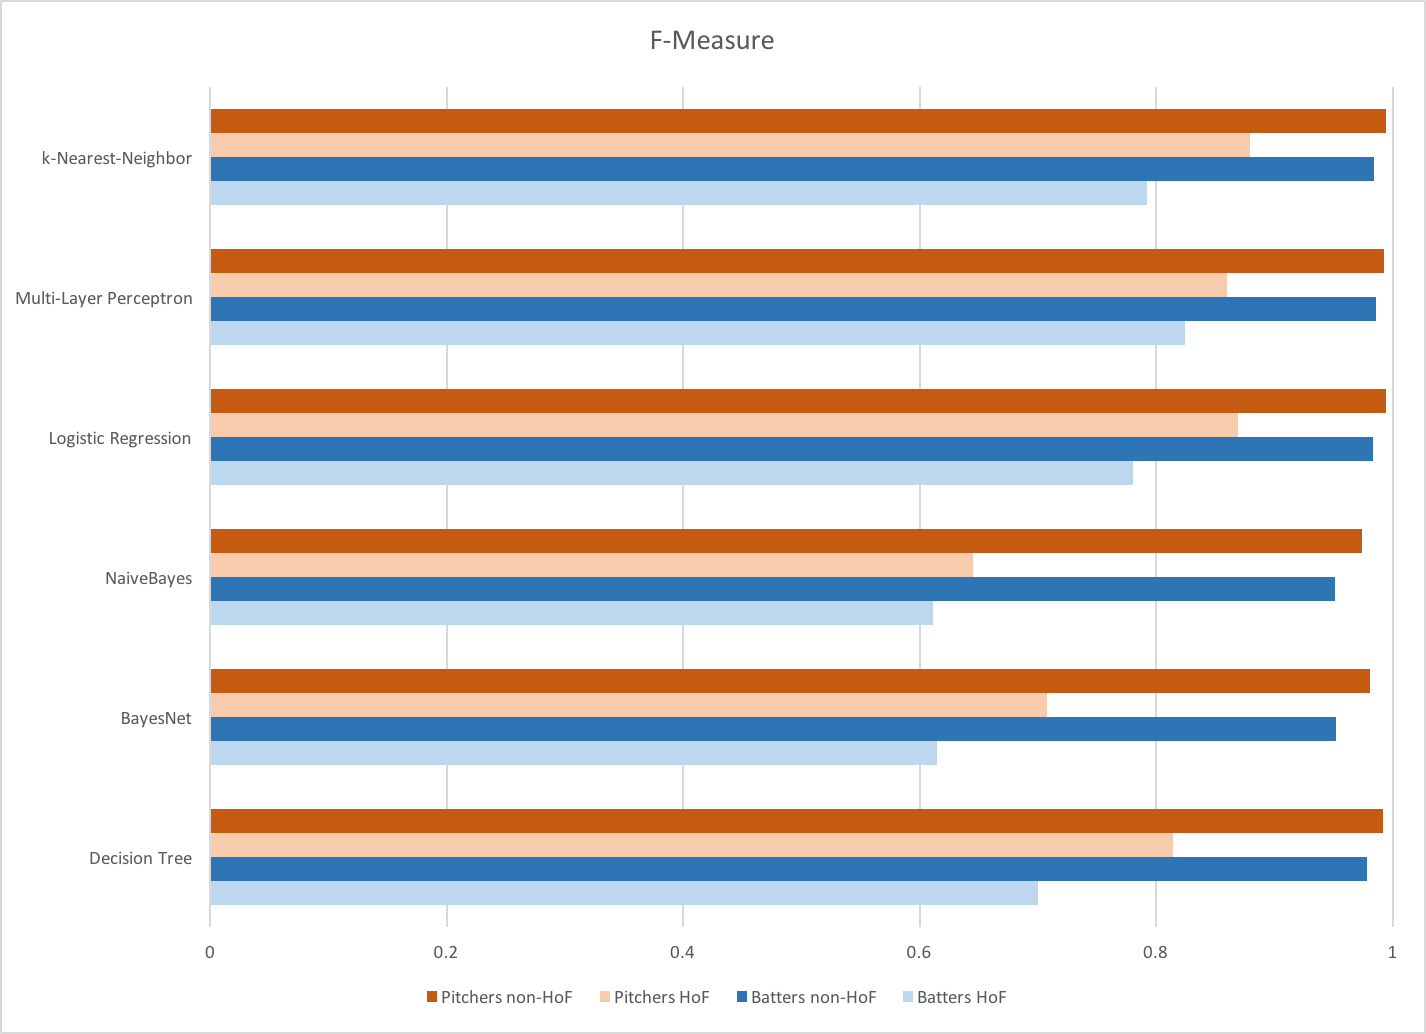 F-Measure
k-Nearest-Neighbor
Multi-Layer Perceptron
Logistic Regression
NaiveBayes
BayesNet
Decision Tree
0 0.2 0.4 0.6 0.8 1
Pitchers non-HoF Pitchers HoF Batters non-HoF Batters HoF